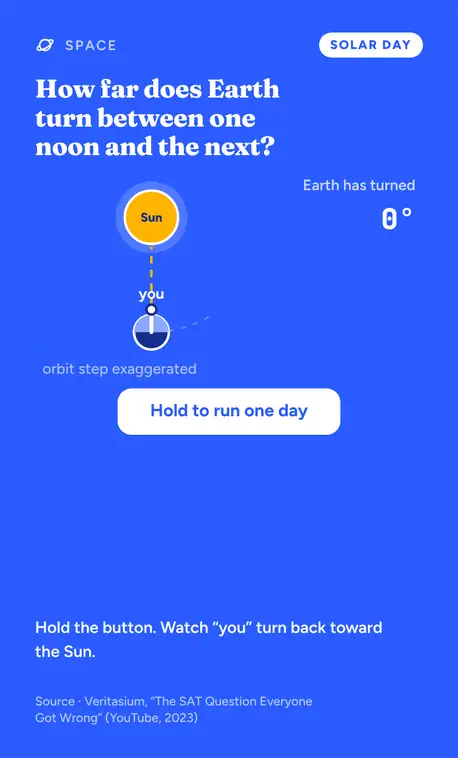 SPACE
SOLAR DAY
How far does Earth
turn between one
noon and the next?
Earth has turned
0°
Sun
you
orbit step exaggerated
Hold to run one day
Hold the button. Watch “you” turn back toward
the Sun.
Source · Veritasium, “The SAT Question Everyone
Got Wrong” (YouTube, 2023)